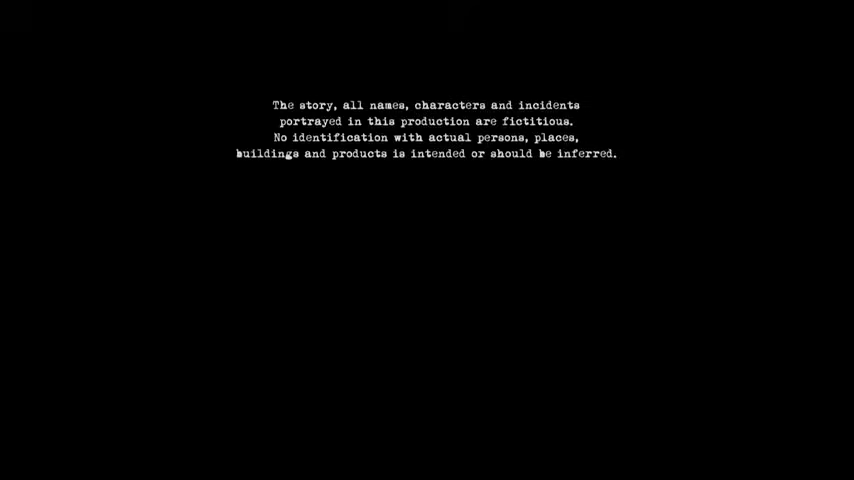 The story, all names, characters and incidents
portrayed in this production are fictitious.
No identification with actual persons, places,
buildings and products is intended or should be inferred.